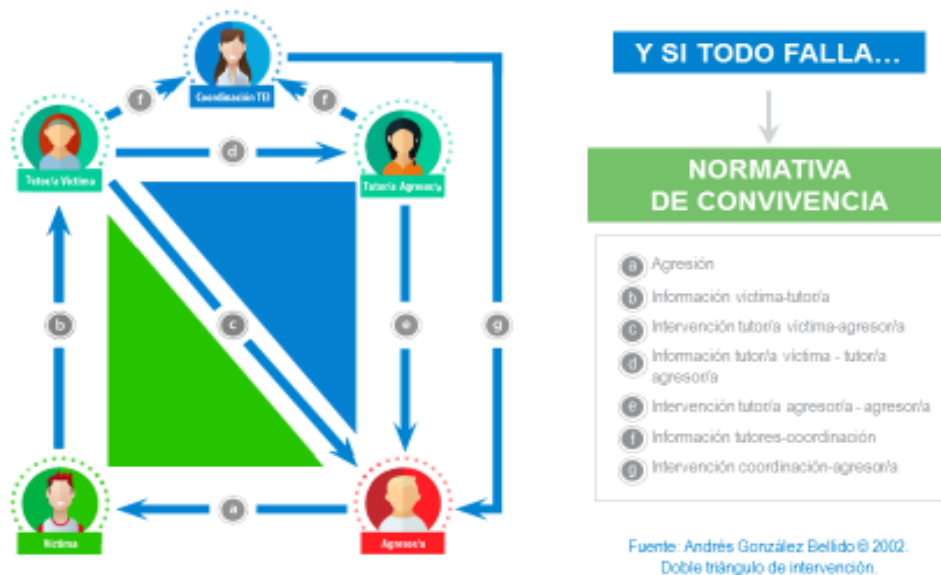 Coordinación TEI
f
f
Tutor/a Víctima
d
Tutor/a Agresor/a
b
c
e
g
Víctima
a
Agresor/a
Y SI TODO FALLA...
NORMATIVA
DE CONVIVENCIA
a Agresión
b Información víctima-tutor/a
c Intervención tutor/a víctima-agresor/a
d Información tutor/a víctima - tutor/a
agresor/a
e Intervención tutor/a agresor/a - agresor/a
f Información tutores-coordinación
g Intervención coordinación-agresor/a
Fuente: Andrés González Bellido © 2002.
Doble triángulo de intervención.